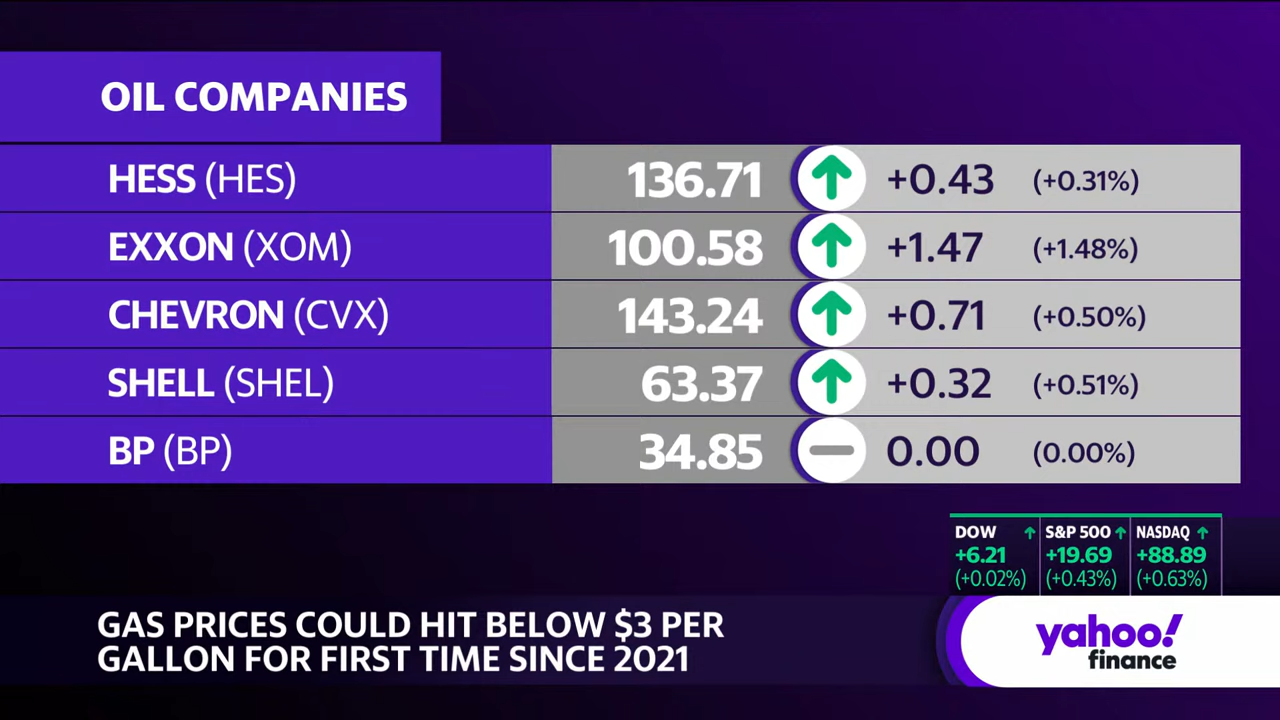 OIL COMPANIES
HESS (HES) 136.71 +0.43 (+0.31%)
EXXON (XOM) 100.58 +1.47 (+1.48%)
CHEVRON (CVX) 143.24 +0.71 (+0.50%)
SHELL (SHEL) 63.37 +0.32 (+0.51%)
BP (BP) 34.85 0.00 (0.00%)
DOW S&P 500 NASDAQ
+6.21 +19.69 +88.89
(+0.02%) (+0.43%) (+0.63%)
GAS PRICES COULD HIT BELOW $3 PER
GALLON FOR FIRST TIME SINCE 2021
yahoo!
finance